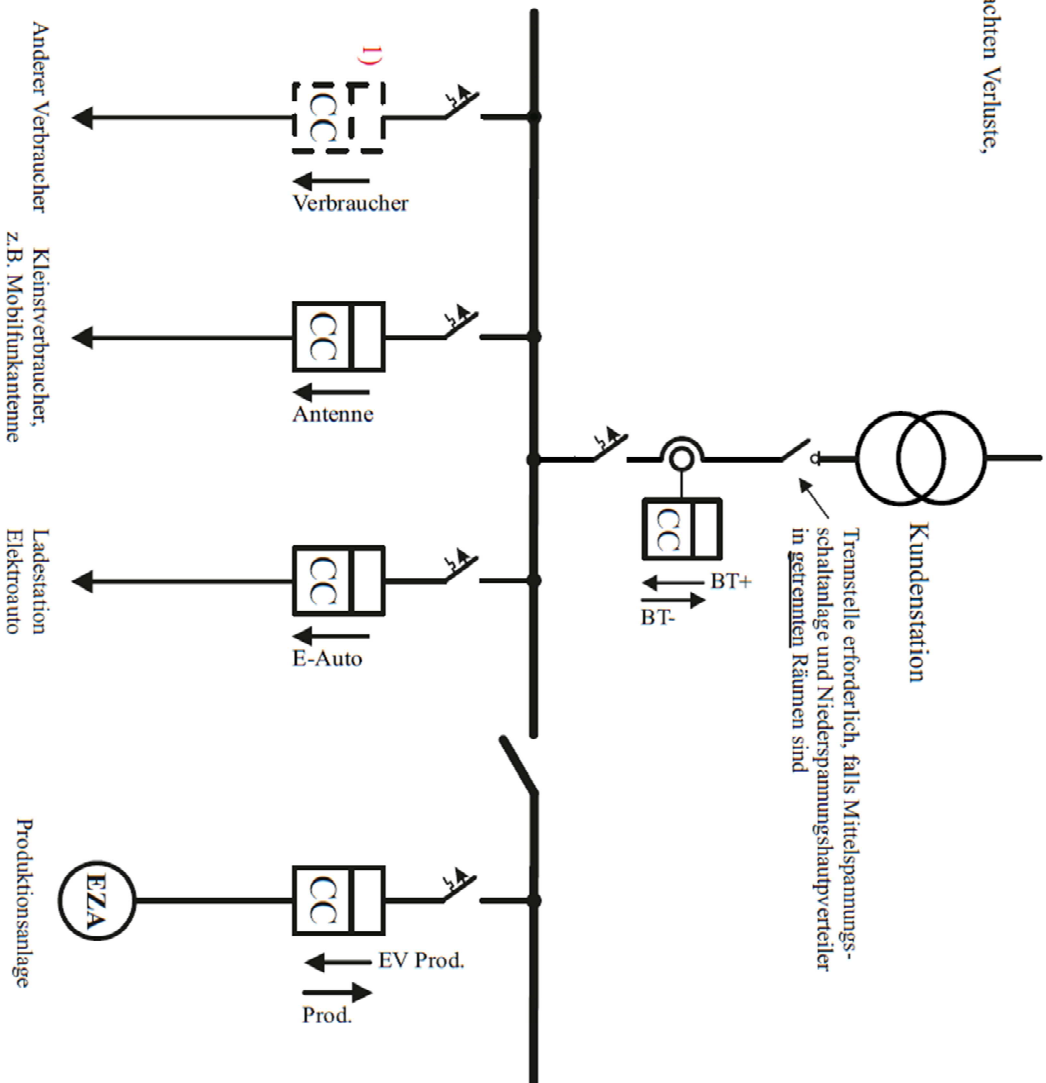 achten Verluste,
Kundenstation
Trennstelle erforderlich, falls Mittelspannungs-
schaltanlage und Niederspannungshautpverteiler
in getrennten Räumen sind
CC
BT+
BT-
1)
CC
Verbraucher
CC
Antenne
CC
E-Auto
CC
EV Prod.
Prod.
Anderer Verbraucher
Kleinstverbraucher,
z.B. Mobilfunkantenne
Ladestation
Elektroauto
EZA
Produktionsanlage